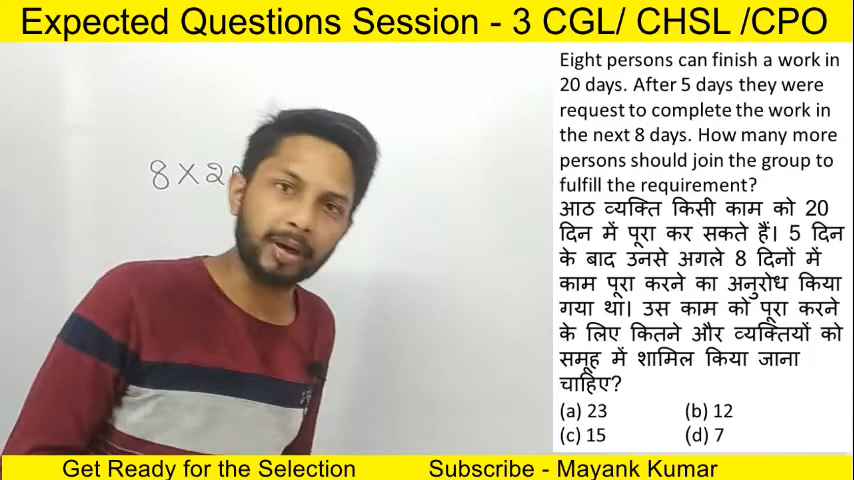 Expected Questions Session - 3 CGL/ CHSL /CPO
Eight persons can finish a work in
20 days. After 5 days they were
request to complete the work in
the next 8 days. How many more
persons should join the group to
fulfill the requirement?
आठ व्यक्ति किसी काम को 20
दिन में पूरा कर सकते हैं। 5 दिन
के बाद उनसे अगले 8 दिनों में
काम पूरा करने का अनुरोध किया
गया था। उस काम को पूरा करने
के लिए कितने और व्यक्तियों को
समूह में शामिल किया जाना
चाहिए?
(a) 23 (b) 12
(c) 15 (d) 7
8 X 2
Get Ready for the Selection Subscribe - Mayank Kumar